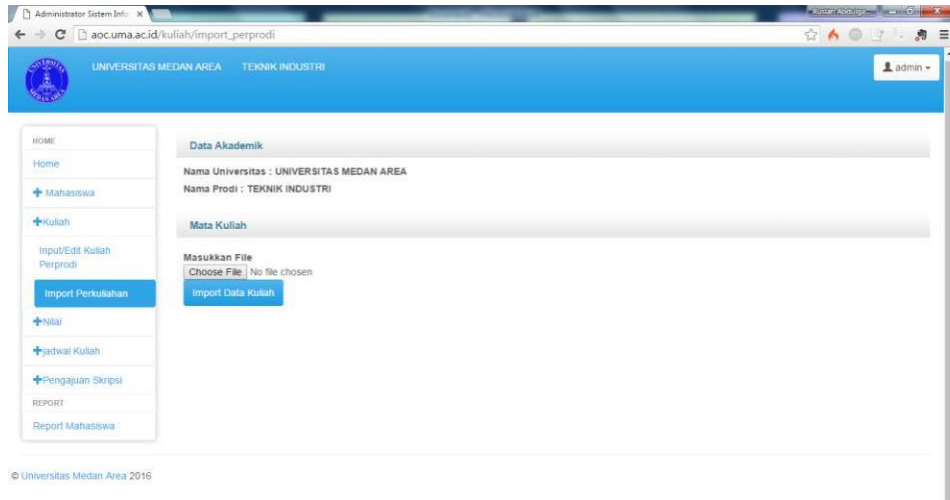 Administrator Sistem Info
aoc.uma.ac.id/kuliah/import_perprodi
UNIVERSITAS MEDAN AREA TEKNIK INDUSTRI
admin
HOME
Home
Mahasiswa
Kuliah
Input/Edit Kuliah
Perprodi
Import Perkuliahan
Nilai
jadwal Kuliah
Pengajuan Skripsi
REPORT
Report Mahasiswa
Data Akademik
Nama Universitas : UNIVERSITAS MEDAN AREA
Nama Prodi : TEKNIK INDUSTRI
Mata Kuliah
Masukkan File
Choose File No file chosen
Import Data Kuliah
© Universitas Medan Area 2016